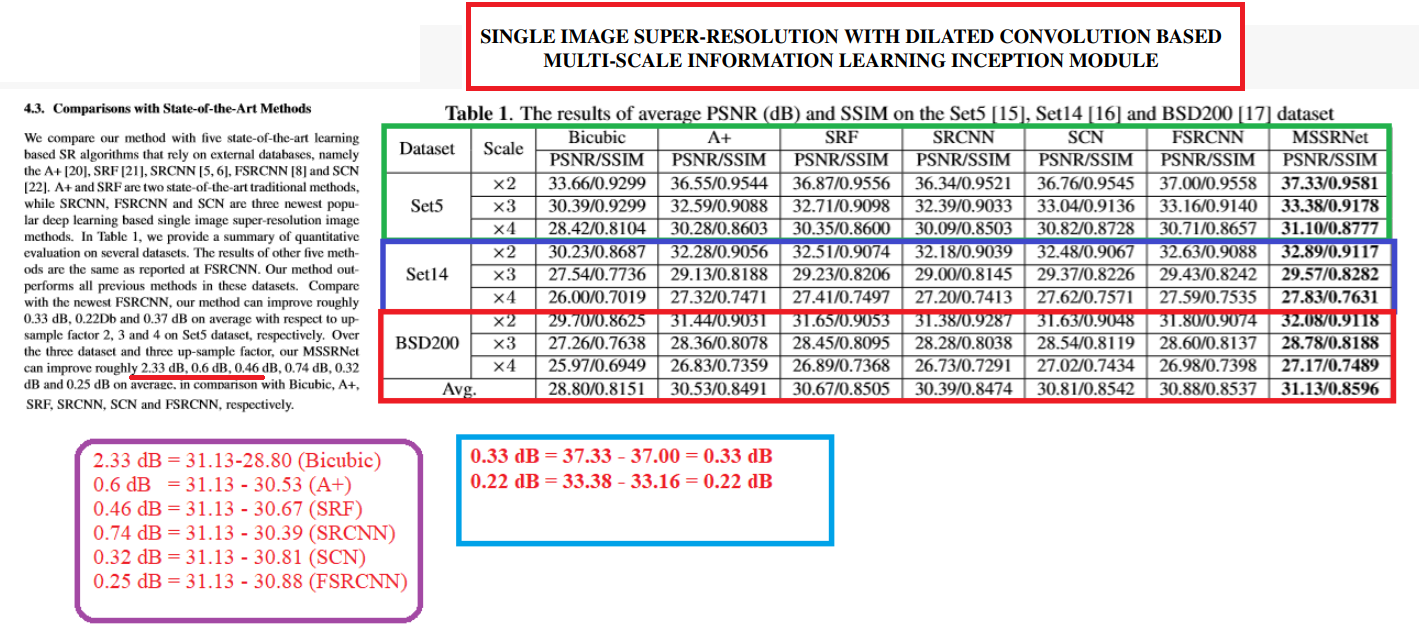 SINGLE IMAGE SUPER-RESOLUTION WITH DILATED CONVOLUTION BASED
MULTI-SCALE INFORMATION LEARNING INCEPTION MODULE
4.3. Comparisons with State-of-the-Art Methods
We compare our method with five state-of-the-art learning
based SR algorithms that rely on external databases, namely
the A+ [20], SRF [21], SRCNN [5, 6], FSRCNN [8] and SCN
[22]. A+ and SRF are two state-of-the-art traditional methods,
while SRCNN, FSRCNN and SCN are three newest popu-
lar deep learning based single image super-resolution image
methods. In Table 1, we provide a summary of quantitative
evaluation on several datasets. The results of other five meth-
ods are the same as reported at FSRCNN. Our method out-
performs all previous methods in these datasets. Compare
with the newest FSRCNN, our method can improve roughly
0.33 dB, 0.22Db and 0.37 dB on average with respect to up-
sample factor 2, 3 and 4 on Set5 dataset, respectively. Over
the three dataset and three up-sample factor, our MSSRNet
can improve roughly 2.33 dB, 0.6 dB, 0.46 dB, 0.74 dB, 0.32
dB and 0.25 dB on average, in comparison with Bicubic, A+,
SRF, SRCNN, SCN and FSRCNN, respectively.
Table 1. The results of average PSNR (dB) and SSIM on the Set5 [15], Set14 [16] and BSD200 [17] dataset
Dataset Scale Bicubic A+ SRF SRCNN SCN FSRCNN MSSRNet
PSNR/SSIM PSNR/SSIM PSNR/SSIM PSNR/SSIM PSNR/SSIM PSNR/SSIM PSNR/SSIM
×2 33.66/0.9299 36.55/0.9544 36.87/0.9556 36.34/0.9521 36.76/0.9545 37.00/0.9558 37.33/0.9581
Set5 ×3 30.39/0.9299 32.59/0.9088 32.71/0.9098 32.39/0.9033 33.04/0.9136 33.16/0.9140 33.38/0.9178
×4 28.42/0.8104 30.28/0.8603 30.35/0.8600 30.09/0.8503 30.82/0.8728 30.71/0.8657 31.10/0.8777
×2 30.23/0.8687 32.28/0.9056 32.51/0.9074 32.18/0.9039 32.48/0.9067 32.63/0.9088 32.89/0.9117
Set14 ×3 27.54/0.7736 29.13/0.8188 29.23/0.8206 29.00/0.8145 29.37/0.8226 29.43/0.8242 29.57/0.8282
×4 26.00/0.7019 27.32/0.7471 27.41/0.7497 27.20/0.7413 27.62/0.7571 27.59/0.7535 27.83/0.7631
×2 29.70/0.8625 31.44/0.9031 31.65/0.9053 31.38/0.9287 31.63/0.9048 31.80/0.9074 32.08/0.9118
BSD200 ×3 27.26/0.7638 28.36/0.8078 28.45/0.8095 28.28/0.8038 28.54/0.8119 28.60/0.8137 28.78/0.8188
×4 25.97/0.6949 26.83/0.7359 26.89/0.7368 26.73/0.7291 27.02/0.7434 26.98/0.7398 27.17/0.7489
Avg. 28.80/0.8151 30.53/0.8491 30.67/0.8505 30.39/0.8474 30.81/0.8542 30.88/0.8537 31.13/0.8596
2.33 dB = 31.13-28.80 (Bicubic)
0.6 dB = 31.13 - 30.53 (A+)
0.46 dB = 31.13 - 30.67 (SRF)
0.74 dB = 31.13 - 30.39 (SRCNN)
0.32 dB = 31.13 - 30.81 (SCN)
0.25 dB = 31.13 - 30.88 (FSRCNN)
0.33 dB = 37.33 - 37.00 = 0.33 dB
0.22 dB = 33.38 - 33.16 = 0.22 dB